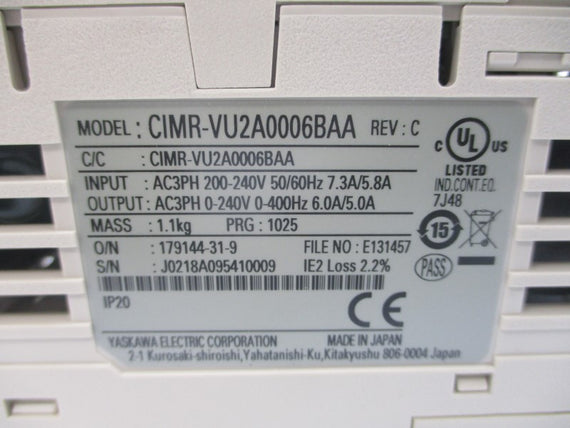 MODEL : CIMR-VU2A0006BAA REV : C
C/C : CIMR-VU2A0006BAA
INPUT : AC3PH 200-240V 50/60Hz 7.3A/5.8A
OUTPUT : AC3PH 0-240V 0-400Hz 6.0A/5.0A
MASS : 1.1kg PRG : 1025
O/N : 179144-31-9 FILE NO : E131457
S/N : J0218A095410009 IE2 Loss 2.2%
IP20
CE
YASKAWA ELECTRIC CORPORATION MADE IN JAPAN
2-1 Kurosaki-shiroishi,Yahatanishi-Ku,Kitakyushu 806-0004 Japan
C UL US
LISTED
IND.CONT.EQ.
7J48
15
PASS